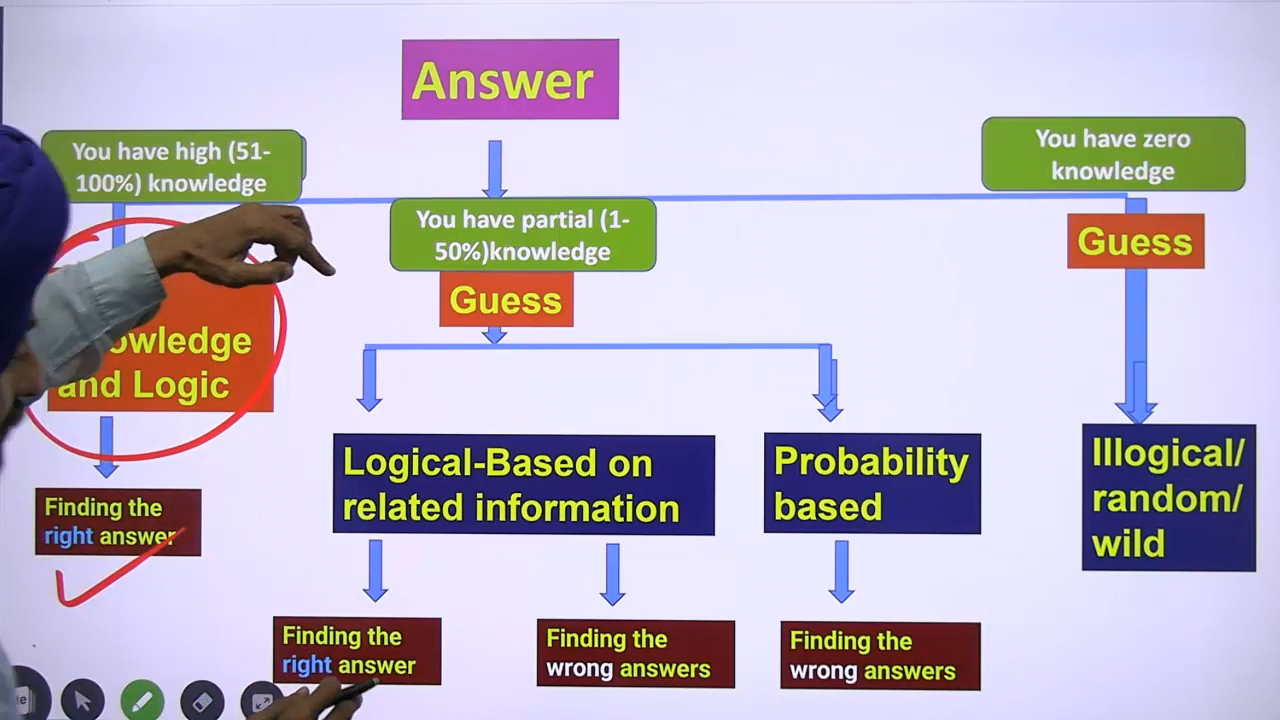 Answer
You have high (51-
100%) knowledge
You have zero
knowledge
You have partial (1-
50%)knowledge
Guess
Guess
and Logic
Logical-Based on
related information
Probability
based
Illogical/
random/
wild
Finding the
right answer
Finding the
right answer
Finding the
wrong answers
Finding the
wrong answers